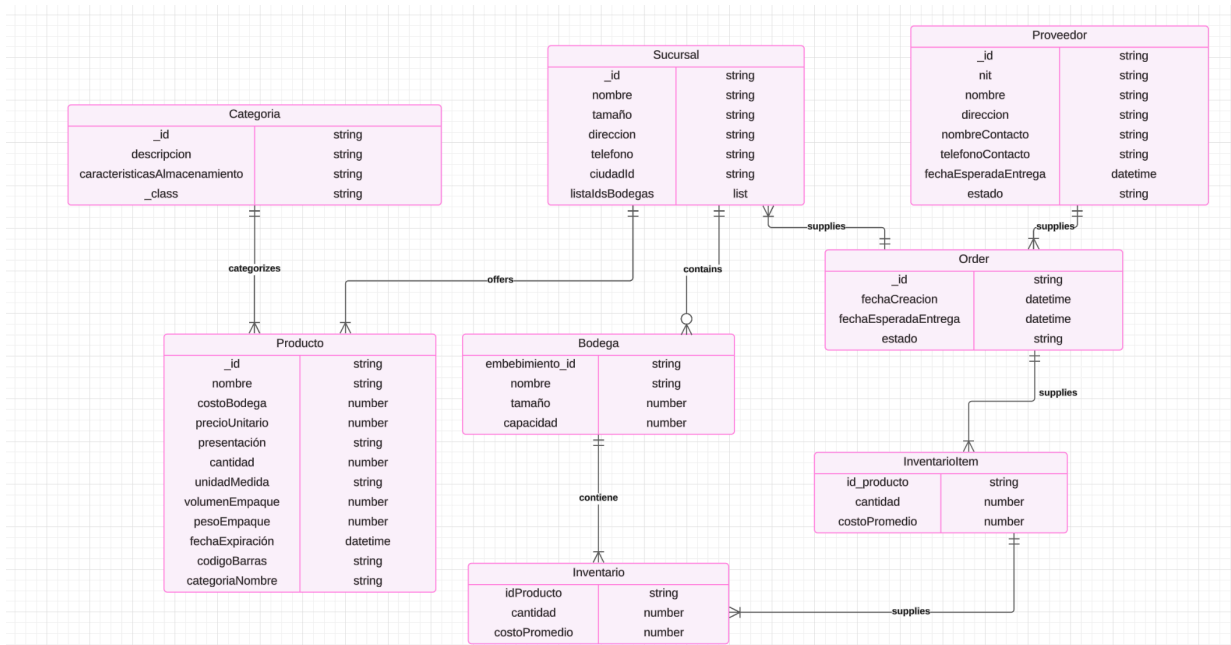 Categoria
_id string
descripcion string
caracteristicasAlmacenamiento string
_class string
Sucursal
_id string
nombre string
tamaño string
direccion string
telefono string
ciudadId string
listaIdsBodegas list
Proveedor
_id string
nit string
nombre string
direccion string
nombreContacto string
telefonoContacto string
fechaEsperadaEntrega datetime
estado string
categorizes
offers
contains
supplies
supplies
Order
_id string
fechaCreacion datetime
fechaEsperadaEntrega datetime
estado string
Producto
_id string
nombre string
costoBodega number
precioUnitario number
presentación string
cantidad number
unidadMedida string
volumenEmpaque number
pesoEmpaque number
fechaExpiración datetime
codigoBarras string
categoriaNombre string
Bodega
embebimiento_id string
nombre string
tamaño number
capacidad number
supplies
contiene
InventarioItem
id_producto string
cantidad number
costoPromedio number
Inventario
idProducto string
cantidad number
costoPromedio number
supplies